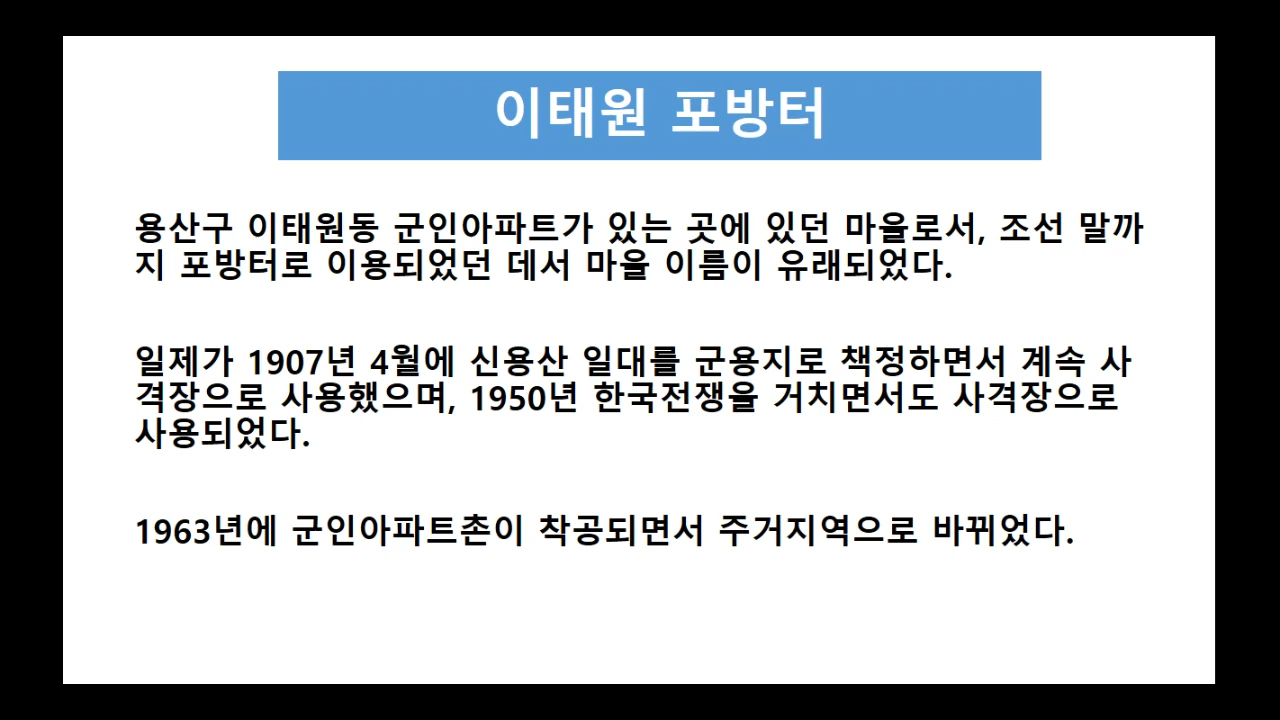 이태원 포방터
용산구 이태원동 군인아파트가 있는 곳에 있던 마을로서, 조선 말까
지 포방터로 이용되었던 데서 마을 이름이 유래되었다.
일제가 1907년 4월에 신용산 일대를 군용지로 책정하면서 계속 사
격장으로 사용했으며, 1950년 한국전쟁을 거치면서도 사격장으로
사용되었다.
1963년에 군인아파트촌이 착공되면서 주거지역으로 바뀌었다.